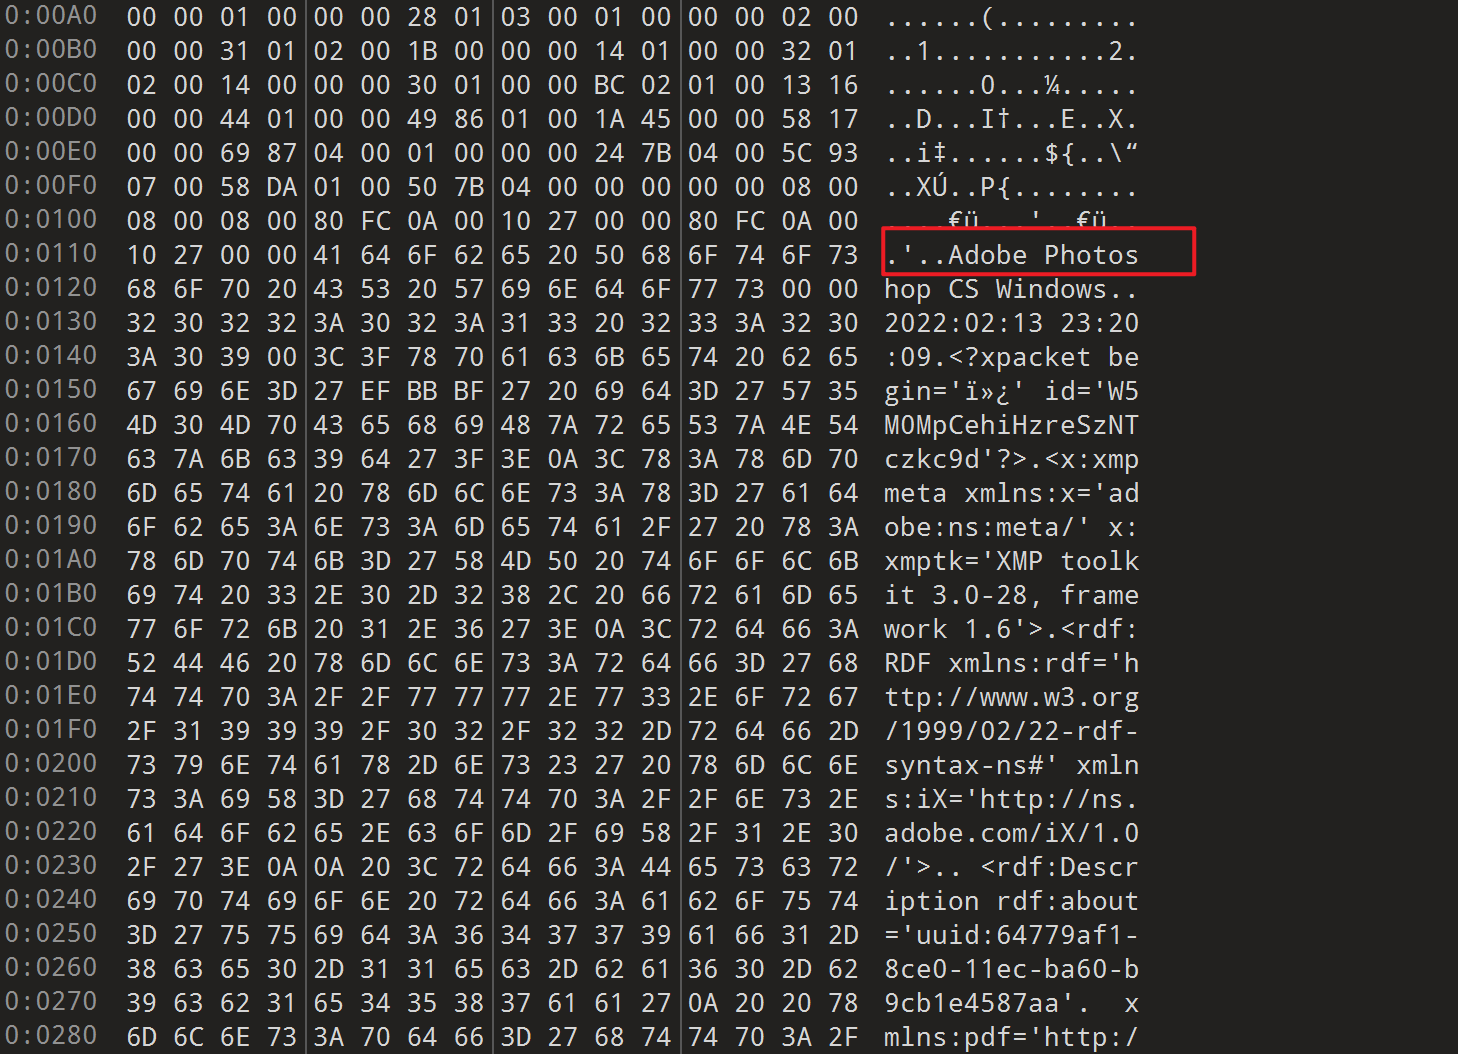 0:00A0 00 00 01 00 00 00 28 01 03 00 01 00 00 00 02 00 ......(.........
0:00B0 00 00 31 01 02 00 1B 00 00 00 14 01 00 00 32 01 ..1...........2.
0:00C0 02 00 14 00 00 00 30 01 00 00 BC 02 01 00 13 16 ......0...¼.....
0:00D0 00 00 44 01 00 00 49 86 01 00 1A 45 00 00 58 17 ..D...I†...E..X.
0:00E0 00 00 69 87 04 00 01 00 00 00 24 7B 04 00 5C 93 ..i‡......${..\“
0:00F0 07 00 58 DA 01 00 50 7B 04 00 00 00 00 00 08 00 ..XÚ..P{........
0:0100 08 00 08 00 80 FC 0A 00 10 27 00 00 80 FC 0A 00 ....€ü...'..€ü..
0:0110 10 27 00 00 41 64 6F 62 65 20 50 68 6F 74 6F 73 .'..Adobe Photos
0:0120 68 6F 70 20 43 53 20 57 69 6E 64 6F 77 73 00 00 hop CS Windows..
0:0130 32 30 32 32 3A 30 32 3A 31 33 20 32 33 3A 32 30 2022:02:13 23:20
0:0140 3A 30 39 00 3C 3F 78 70 61 63 6B 65 74 20 62 65 :09.<?xpacket be
0:0150 67 69 6E 3D 27 EF BB BF 27 20 69 64 3D 27 57 35 gin='ï»¿' id='W5
0:0160 4D 30 4D 70 43 65 68 69 48 7A 72 65 53 7A 4E 54 M0MpCehiHzreSzNT
0:0170 63 7A 6B 63 39 64 27 3F 3E 0A 3C 78 3A 78 6D 70 czkc9d'?>.<x:xmp
0:0180 6D 65 74 61 20 78 6D 6C 6E 73 3A 78 3D 27 61 64 meta xmlns:x='ad
0:0190 6F 62 65 3A 6E 73 3A 6D 65 74 61 2F 27 20 78 3A obe:ns:meta/' x:
0:01A0 78 6D 70 74 6B 3D 27 58 4D 50 20 74 6F 6F 6C 6B xmptk='XMP toolk
0:01B0 69 74 20 33 2E 30 2D 32 38 2C 20 66 72 61 6D 65 it 3.0-28, frame
0:01C0 77 6F 72 6B 20 31 2E 36 27 3E 0A 3C 72 64 66 3A work 1.6'>.<rdf:
0:01D0 52 44 46 20 78 6D 6C 6E 73 3A 72 64 66 3D 27 68 RDF xmlns:rdf='h
0:01E0 74 74 70 3A 2F 2F 77 77 77 2E 77 33 2E 6F 72 67 ttp://www.w3.org
0:01F0 2F 31 39 39 39 2F 30 32 2F 32 32 2D 72 64 66 2D /1999/02/22-rdf-
0:0200 73 79 6E 74 61 78 2D 6E 73 23 27 20 78 6D 6C 6E syntax-ns#' xmln
0:0210 73 3A 69 58 3D 27 68 74 74 70 3A 2F 2F 6E 73 2E s:iX='http://ns.
0:0220 61 64 6F 62 65 2E 63 6F 6D 2F 69 58 2F 31 2E 30 adobe.com/iX/1.0
0:0230 2F 27 3E 0A 0A 20 3C 72 64 66 3A 44 65 73 63 72 /'>.. <rdf:Descr
0:0240 69 70 74 69 6F 6E 20 72 64 66 3A 61 62 6F 75 74 iption rdf:about
0:0250 3D 27 75 75 69 64 3A 36 34 37 37 39 61 66 31 2D ='uuid:64779af1-
0:0260 38 63 65 30 2D 31 31 65 63 2D 62 61 36 30 2D 62 8ce0-11ec-ba60-b
0:0270 39 63 62 31 65 34 35 38 37 61 61 27 0A 20 20 78 9cb1e4587aa'.  x
0:0280 6D 6C 6E 73 3A 70 64 66 3D 27 68 74 74 70 3A 2F mlns:pdf='http:/